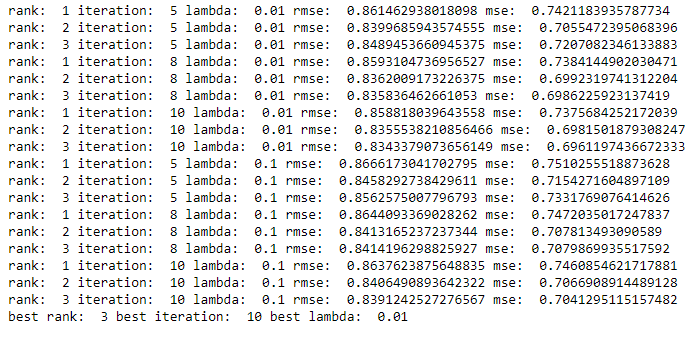 rank:  1 iteration:  5 lambda:  0.01 rmse:  0.861462938018098 mse:  0.7421183935787734
rank:  2 iteration:  5 lambda:  0.01 rmse:  0.8399685943574555 mse:  0.7055472395068396
rank:  3 iteration:  5 lambda:  0.01 rmse:  0.8489453660945375 mse:  0.7207082346133883
rank:  1 iteration:  8 lambda:  0.01 rmse:  0.8593104736956527 mse:  0.7384144902030471
rank:  2 iteration:  8 lambda:  0.01 rmse:  0.8362009173226375 mse:  0.6992319741312204
rank:  3 iteration:  8 lambda:  0.01 rmse:  0.835836462661053 mse:  0.6986225923137419
rank:  1 iteration:  10 lambda:  0.01 rmse:  0.858818039643558 mse:  0.7375684252172039
rank:  2 iteration:  10 lambda:  0.01 rmse:  0.8355538210856466 mse:  0.6981501879308247
rank:  3 iteration:  10 lambda:  0.01 rmse:  0.8343379073656149 mse:  0.6961197436672333
rank:  1 iteration:  5 lambda:  0.1 rmse:  0.8666173041702795 mse:  0.7510255518873628
rank:  2 iteration:  5 lambda:  0.1 rmse:  0.8458292738429611 mse:  0.7154271604897109
rank:  3 iteration:  5 lambda:  0.1 rmse:  0.8562575007796793 mse:  0.7331769076414626
rank:  1 iteration:  8 lambda:  0.1 rmse:  0.8644093369028262 mse:  0.7472035017247837
rank:  2 iteration:  8 lambda:  0.1 rmse:  0.8413165237237344 mse:  0.707813493090589
rank:  3 iteration:  8 lambda:  0.1 rmse:  0.8414196298825927 mse:  0.7079869935517592
rank:  1 iteration:  10 lambda:  0.1 rmse:  0.8637623875648835 mse:  0.7460854621717881
rank:  2 iteration:  10 lambda:  0.1 rmse:  0.8406490893642322 mse:  0.7066908914489128
rank:  3 iteration:  10 lambda:  0.1 rmse:  0.8391242527276567 mse:  0.7041295115157482
best rank:  3 best iteration:  10 best lambda:  0.01